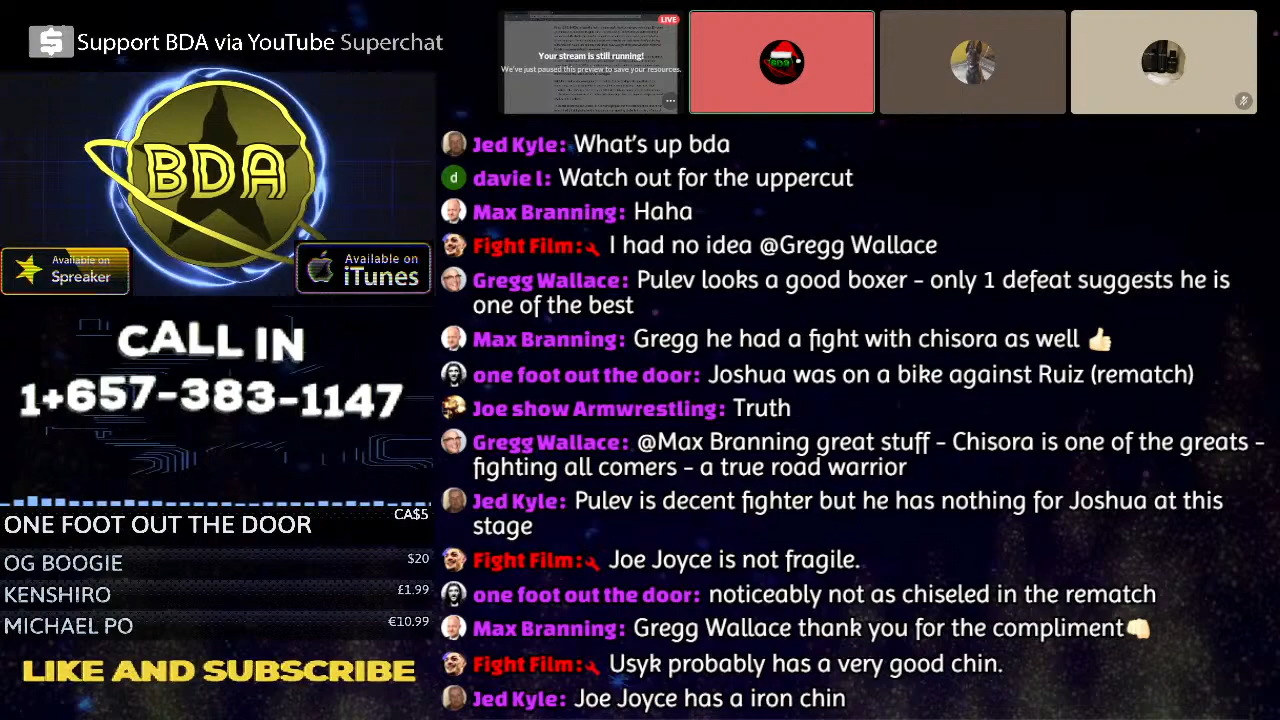 Support BDA via YouTube Superchat
LIVE
Your stream is still running!
We've just paused this preview to save your resources.
BDA
BDA
Available on
Spreaker
Available on
iTunes
CALL IN
1+657-383-1147
ONE FOOT OUT THE DOOR CA$5
OG BOOGIE $20
KENSHIRO £1.99
MICHAEL PO €10.99
LIKE AND SUBSCRIBE
Jed Kyle: What's up bda
d davie l: Watch out for the uppercut
Max Branning: Haha
Fight Film: I had no idea @Gregg Wallace
Gregg Wallace: Pulev looks a good boxer - only 1 defeat suggests he is
one of the best
Max Branning: Gregg he had a fight with chisora as well 👍🏻
one foot out the door: Joshua was on a bike against Ruiz (rematch)
Joe show Armwrestling: Truth
Gregg Wallace: @Max Branning great stuff - Chisora is one of the greats -
fighting all comers - a true road warrior
Jed Kyle: Pulev is decent fighter but he has nothing for Joshua at this
stage
Fight Film: Joe Joyce is not fragile.
one foot out the door: noticeably not as chiseled in the rematch
Max Branning: Gregg Wallace thank you for the compliment👊🏻
Fight Film: Usyk probably has a very good chin.
Jed Kyle: Joe Joyce has a iron chin